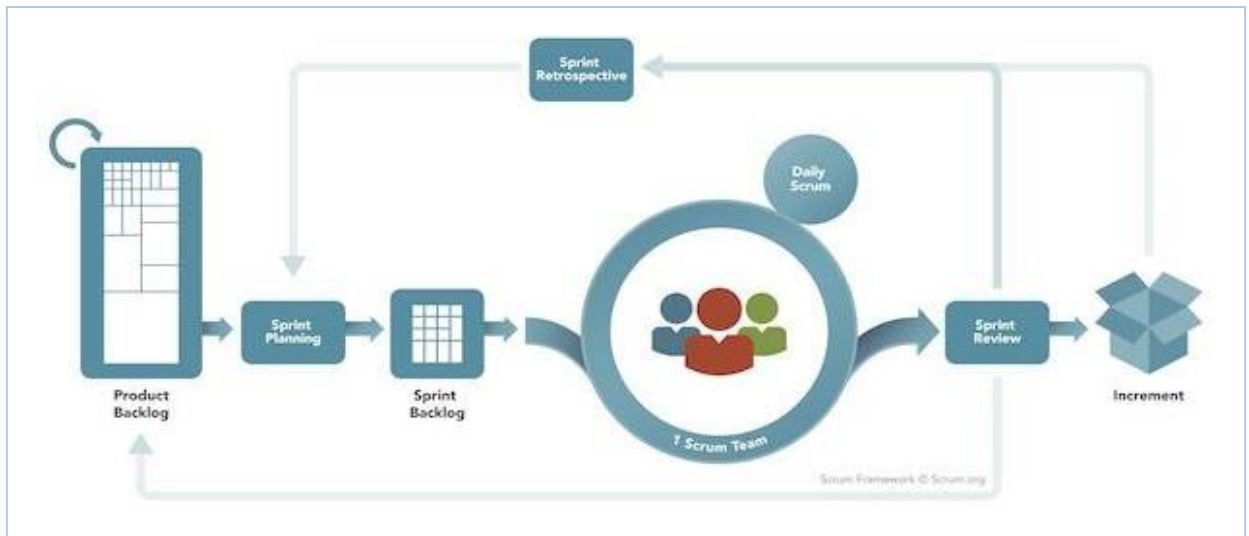 Sprint
Retrospective
Daily
Scrum
Sprint
Planning
Sprint
Review
Product
Backlog
Sprint
Backlog
1 Scrum Team
Increment
Scrum Framework © Scrum.org